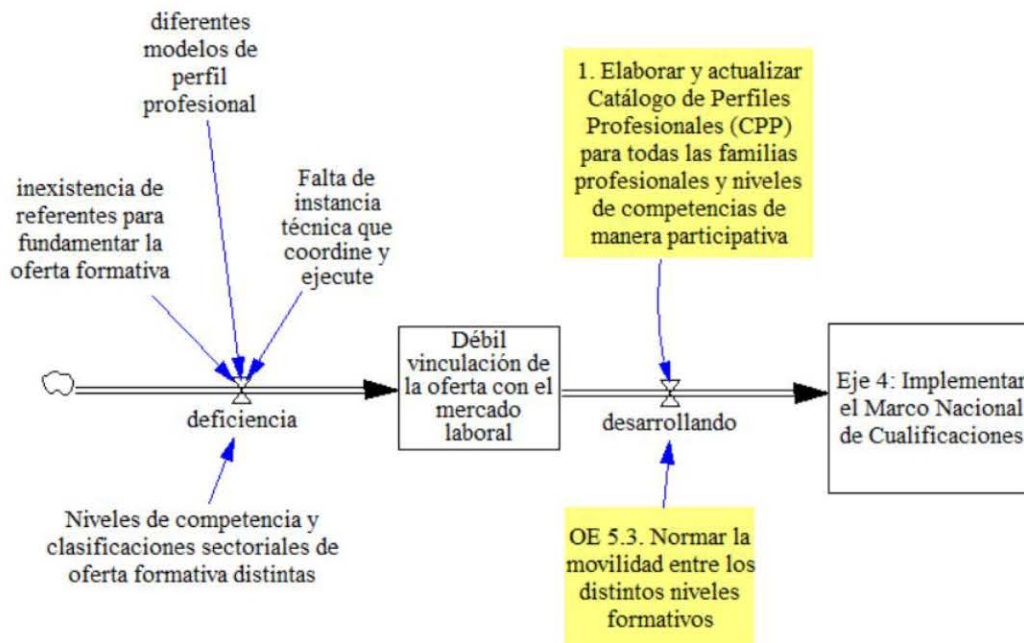 diferentes
modelos de
perfil
profesional
inexistencia de
referentes para
fundamentar la
oferta formativa
Falta de
instancia
técnica que
coordine y
ejecute
deficiencia
Niveles de competencia y
clasificaciones sectoriales de
oferta formativa distintas
Débil
vinculación de
la oferta con el
mercado
laboral
1. Elaborar y actualizar
Catálogo de Perfiles
Profesionales (CPP)
para todas las familias
profesionales y niveles
de competencias de
manera participativa
desarrollando
OE 5.3. Normar la
movilidad entre los
distintos niveles
formativos
Eje 4: Implementar
el Marco Nacional
de Cualificaciones